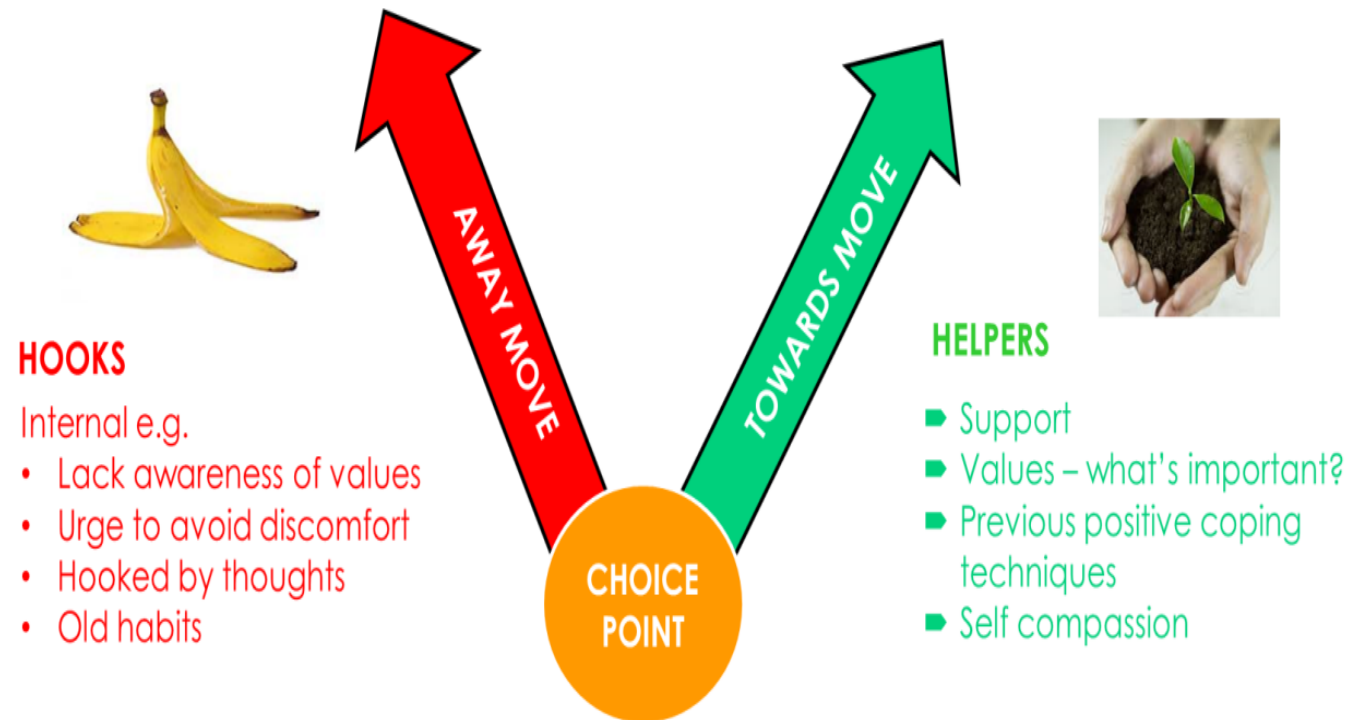 AWAY MOVE
TOWARDS MOVE
HOOKS
Internal e.g.
• Lack awareness of values
• Urge to avoid discomfort
• Hooked by thoughts
• Old habits
CHOICE
POINT
HELPERS
Support
Values – what's important?
Previous positive coping
techniques
Self compassion